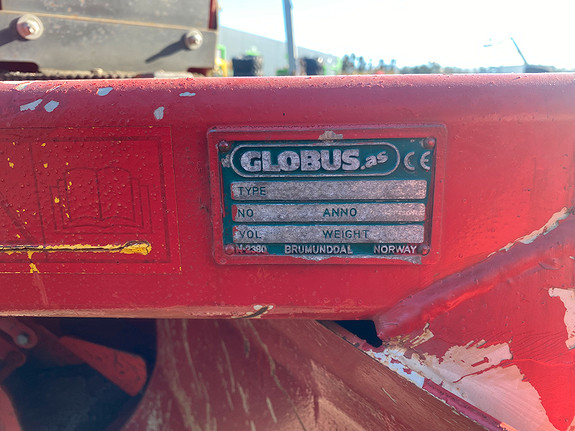 GLOBUS.as CE
TYPE
NO ANNO
VOL WEIGHT
N-2380 BRUMUNDDAL NORWAY